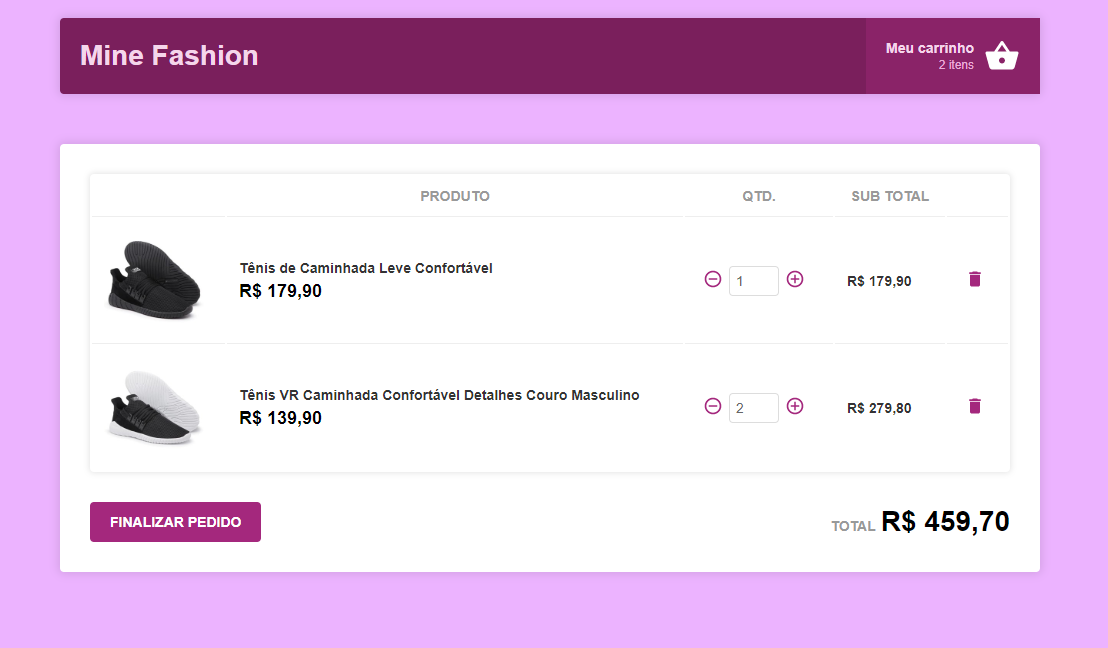 Mine Fashion
Meu carrinho
2 itens
PRODUTO QTD. SUB TOTAL
Tênis de Caminhada Leve Confortável
R$ 179,90
1
R$ 179,90
Tênis VR Caminhada Confortável Detalhes Couro Masculino
R$ 139,90
2
R$ 279,80
FINALIZAR PEDIDO
TOTAL R$ 459,70